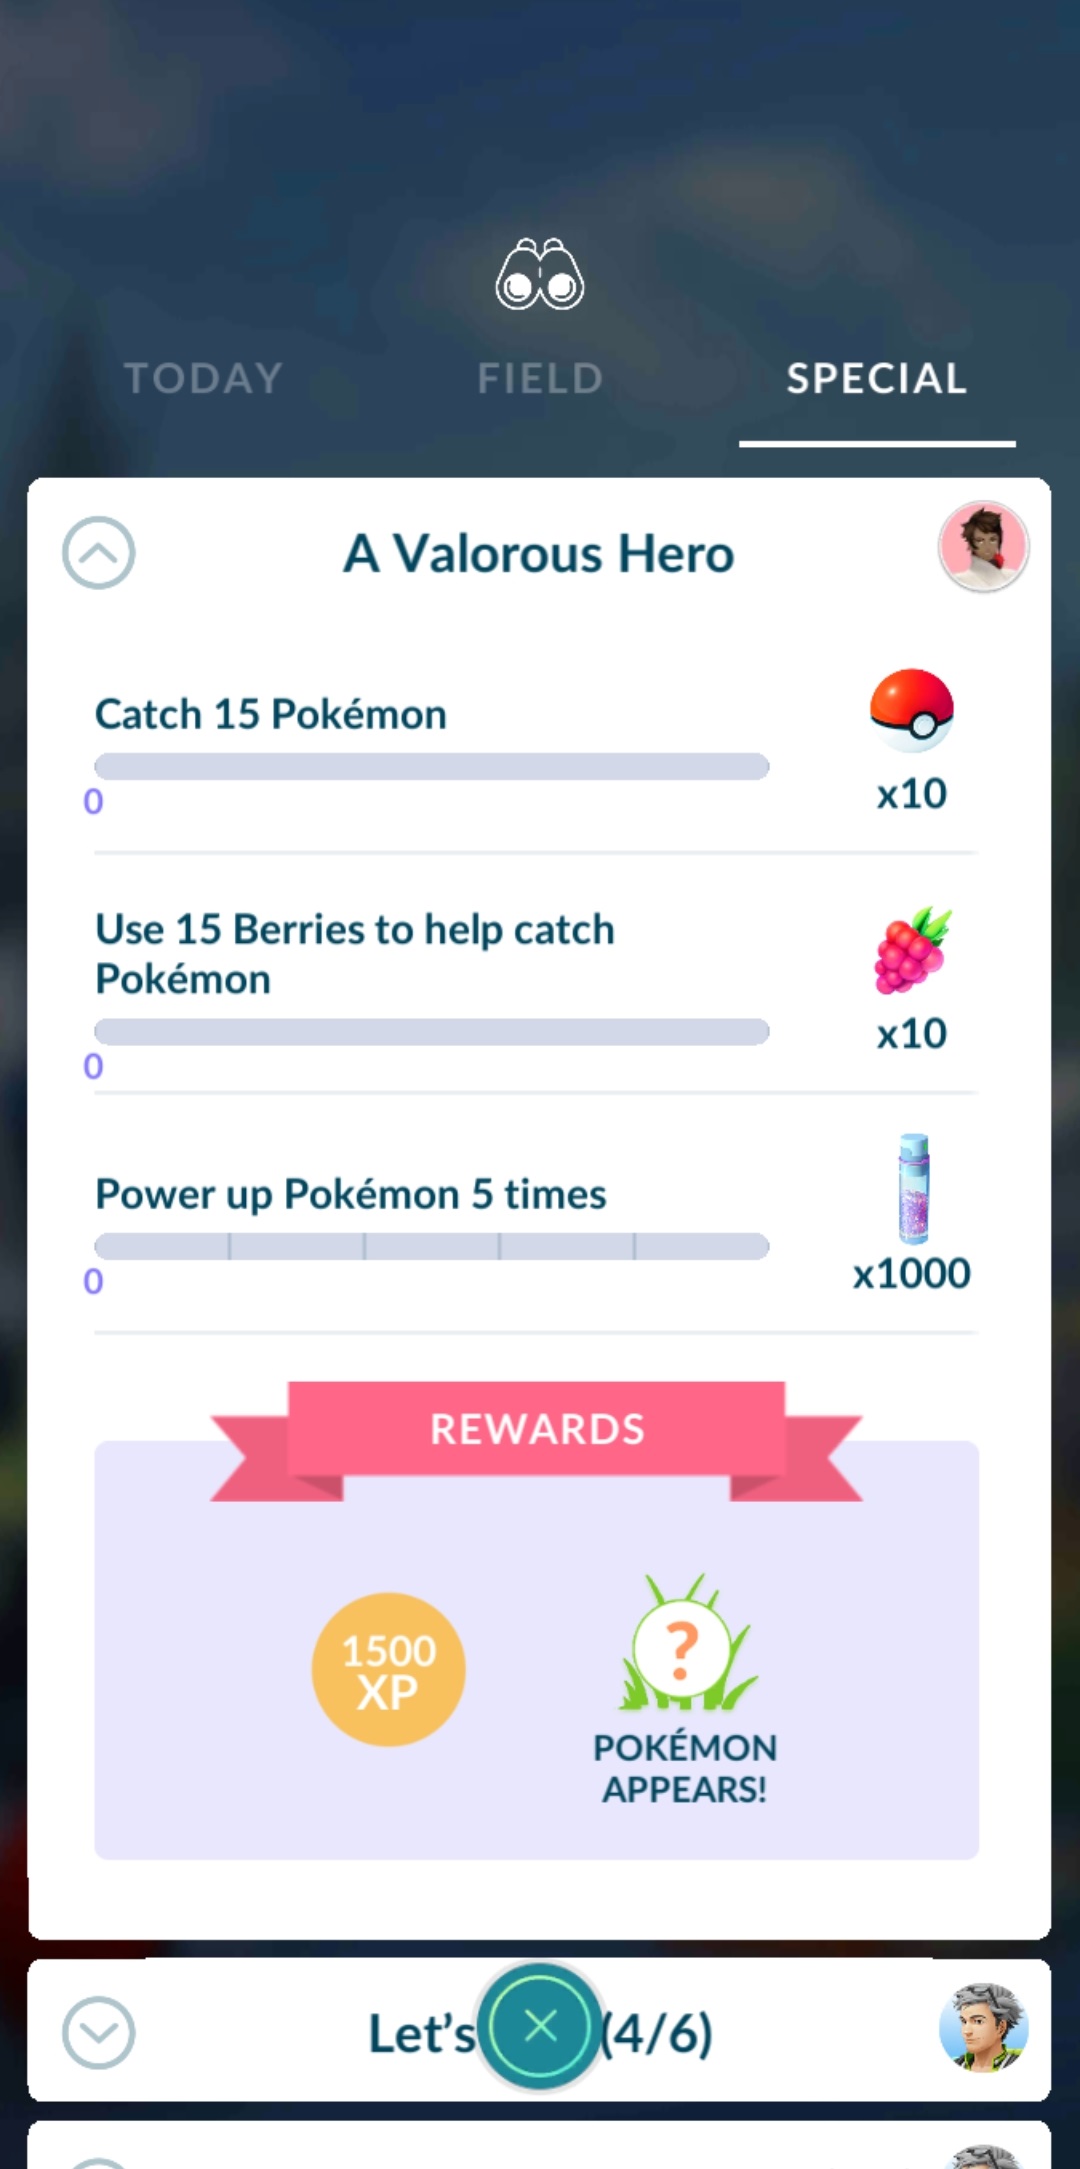 TODAY
FIELD
SPECIAL
A Valorous Hero
Catch 15 Pokémon
0
x10
Use 15 Berries to help catch
Pokémon
0
x10
Power up Pokémon 5 times
0
x1000
REWARDS
1500
XP
?
POKÉMON
APPEARS!
Let's (4/6)